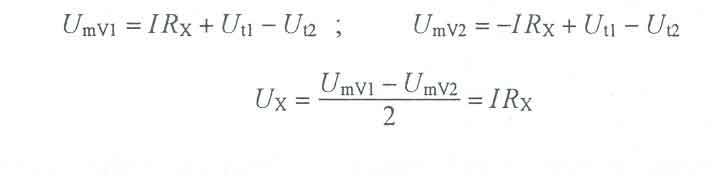 U_mV1 = IR_X + U_t1 − U_t2 ; U_mV2 = −IR_X + U_t1 − U_t2
U_X = (U_mV1 − U_mV2)/2 = IR_X